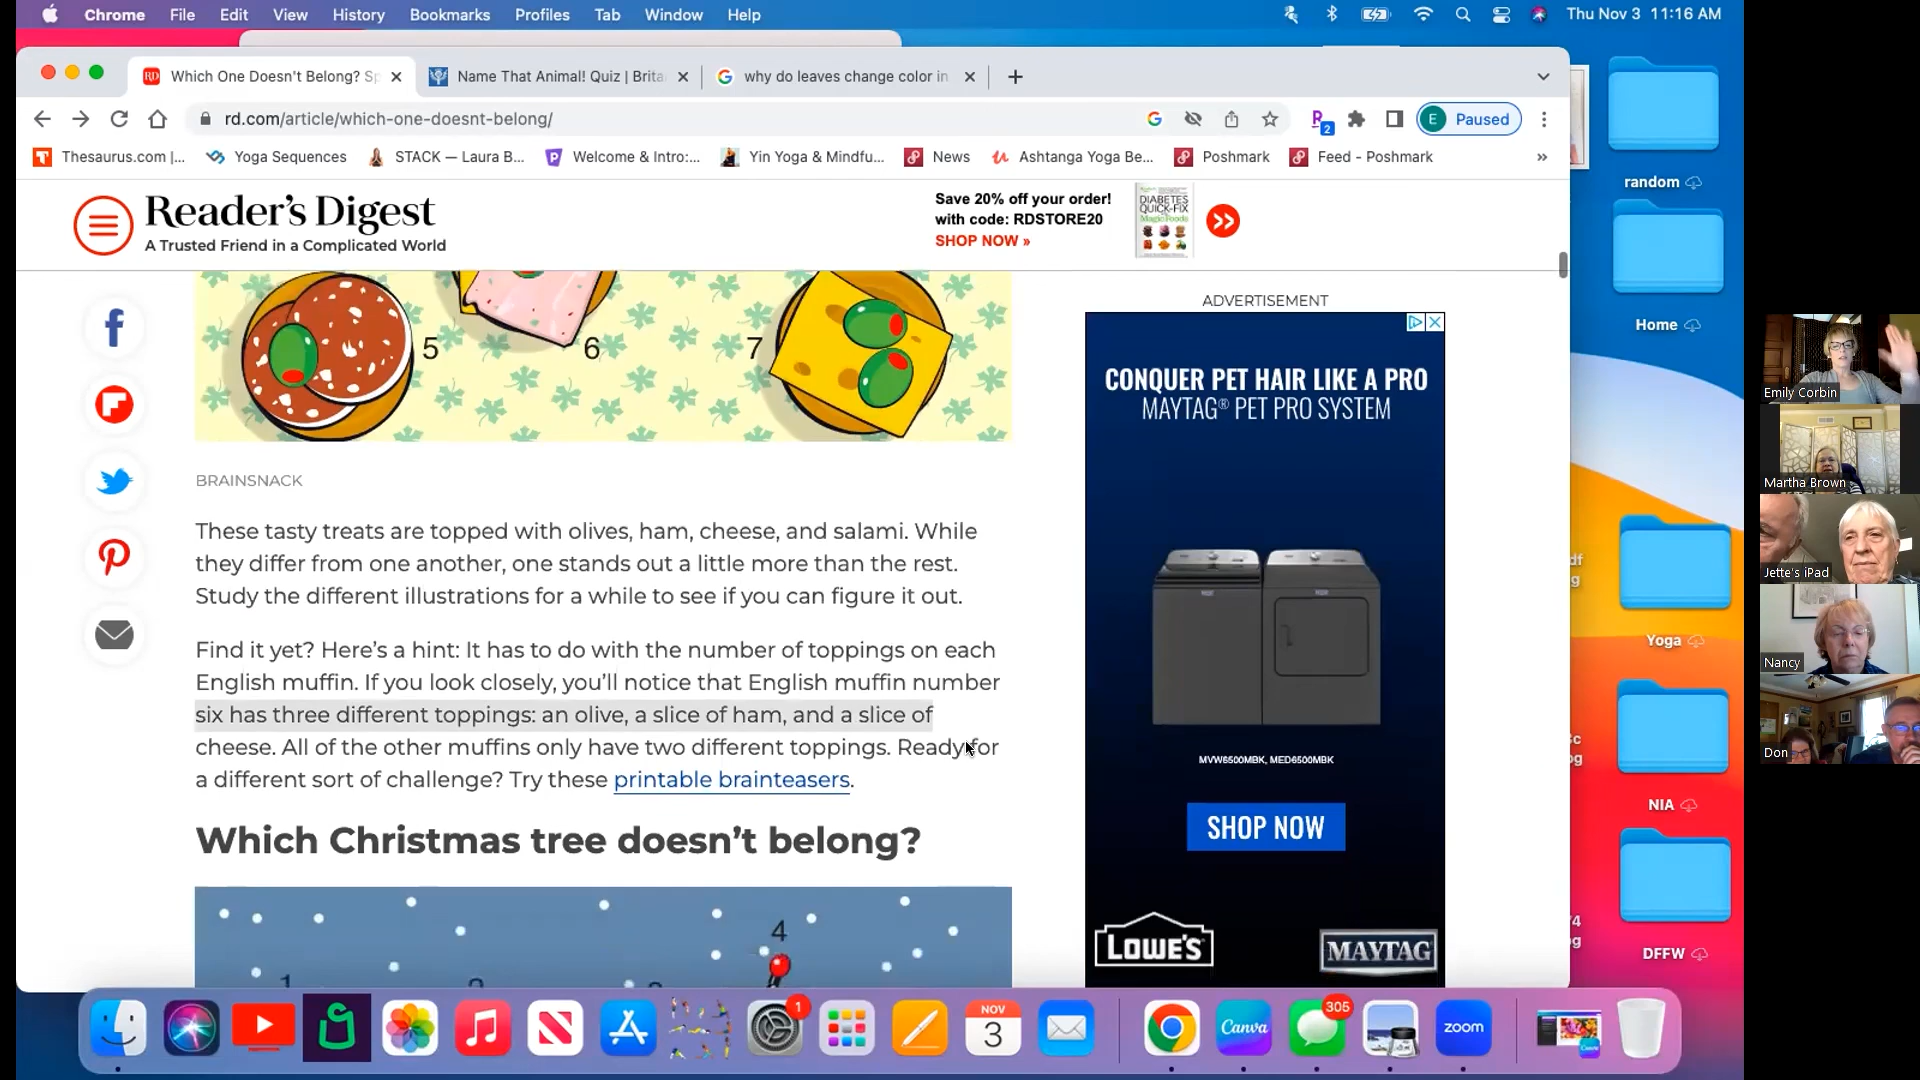 Chrome File Edit View History Bookmarks Profiles Tab Window Help Thu Nov 3 11:16 AM
Which One Doesn't Belong? Sp Name That Animal! Quiz | Brita why do leaves change color in
rd.com/article/which-one-doesnt-belong/ 2 E Paused
Thesaurus.com |... Yoga Sequences STACK — Laura B... Welcome & Intro:... Yin Yoga & Mindfu... News Ashtanga Yoga Be... Poshmark Feed - Poshmark »
Reader's Digest
A Trusted Friend in a Complicated World
Save 20% off your order!
with code: RDSTORE20
SHOP NOW »
DIABETES
QUICK-FIX
Magic Foods
5 6 7
BRAINSNACK
These tasty treats are topped with olives, ham, cheese, and salami. While
they differ from one another, one stands out a little more than the rest.
Study the different illustrations for a while to see if you can figure it out.
Find it yet? Here's a hint: It has to do with the number of toppings on each
English muffin. If you look closely, you'll notice that English muffin number
six has three different toppings: an olive, a slice of ham, and a slice of
cheese. All of the other muffins only have two different toppings. Ready for
a different sort of challenge? Try these printable brainteasers.
Which Christmas tree doesn't belong?
4
1
ADVERTISEMENT
CONQUER PET HAIR LIKE A PRO
MAYTAG® PET PRO SYSTEM
MVW6500MBK, MED6500MBK
SHOP NOW
LOWE'S MAYTAG
random
Home
Yoga
NIA
DFFW
Emily Corbin
Martha Brown
Jette's iPad
Nancy
Don
1
NOV
3
Canva
305
zoom